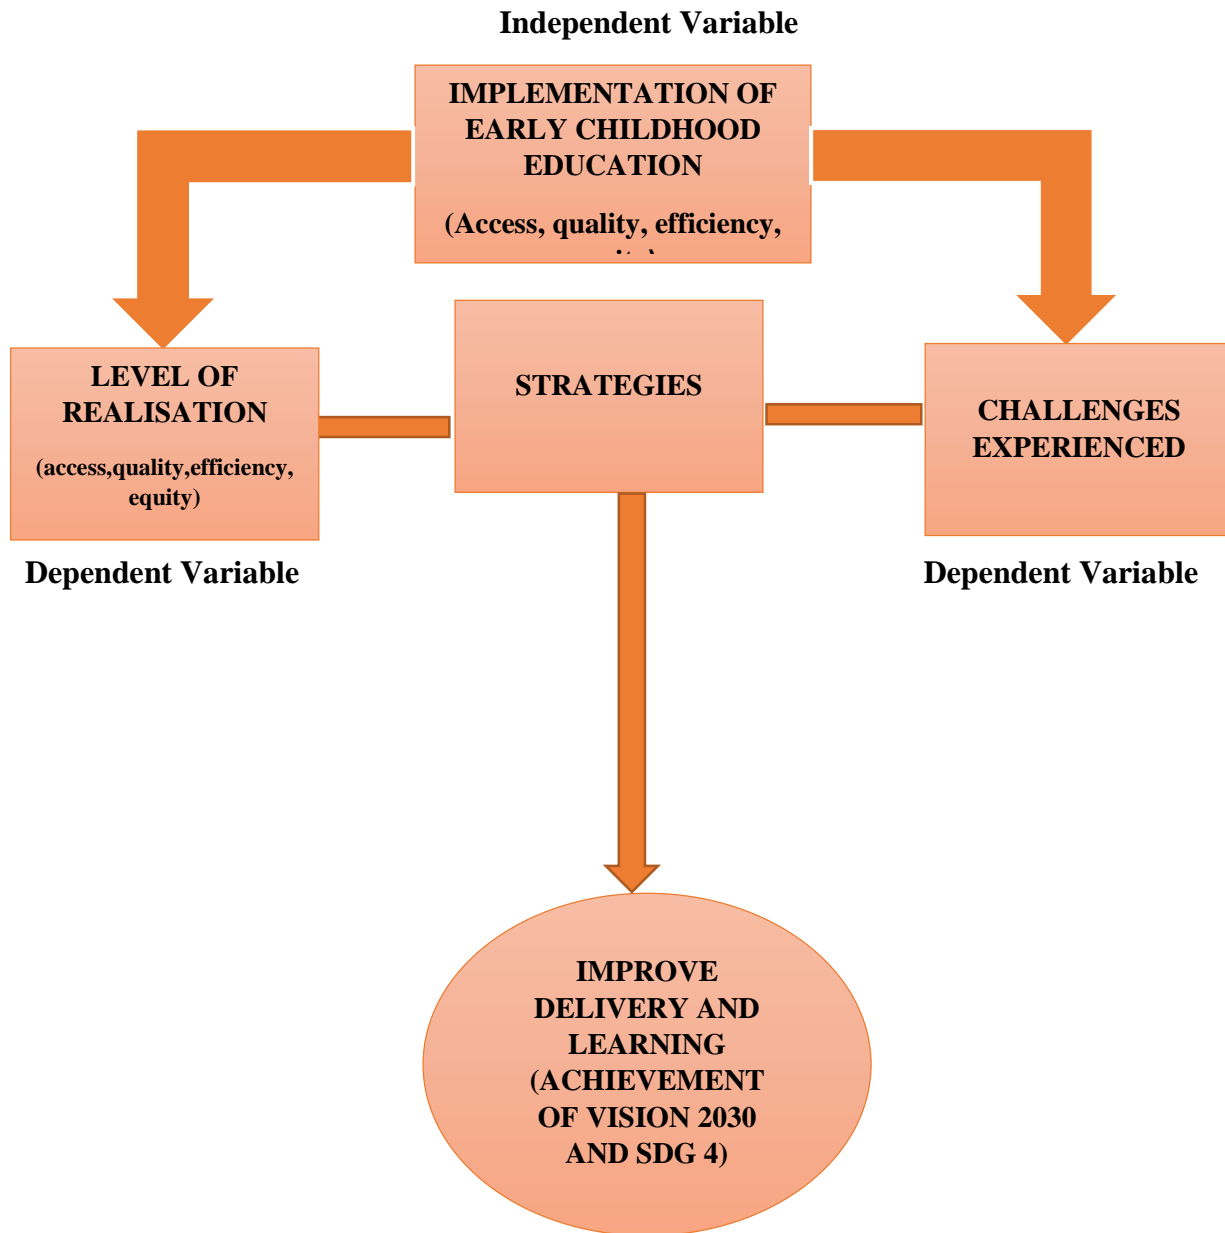 Independent Variable
IMPLEMENTATION OF
EARLY CHILDHOOD
EDUCATION
(Access, quality, efficiency,
LEVEL OF
REALISATION
(access,quality,efficiency,
equity)
STRATEGIES
CHALLENGES
EXPERIENCED
Dependent Variable
Dependent Variable
IMPROVE
DELIVERY AND
LEARNING
(ACHIEVEMENT
OF VISION 2030
AND SDG 4)